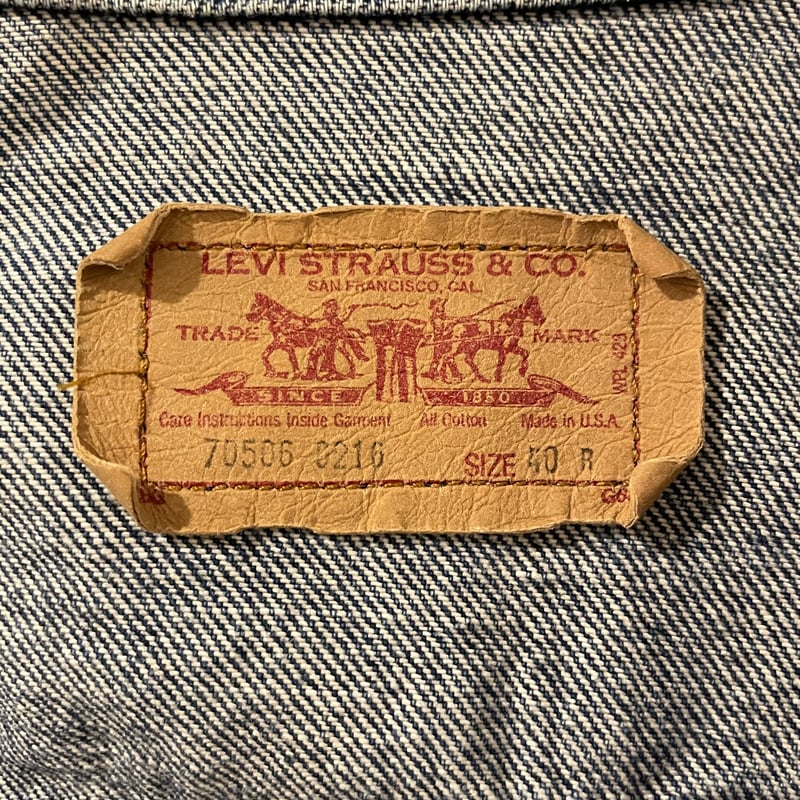 LEVI STRAUSS & CO.
SAN FRANCISCO, CAL.
TRADE MARK
SINCE 1850
WPL 423
Care Instructions Inside Garment All Cotton Made in U.S.A.
70506 0216 SIZE 40 R